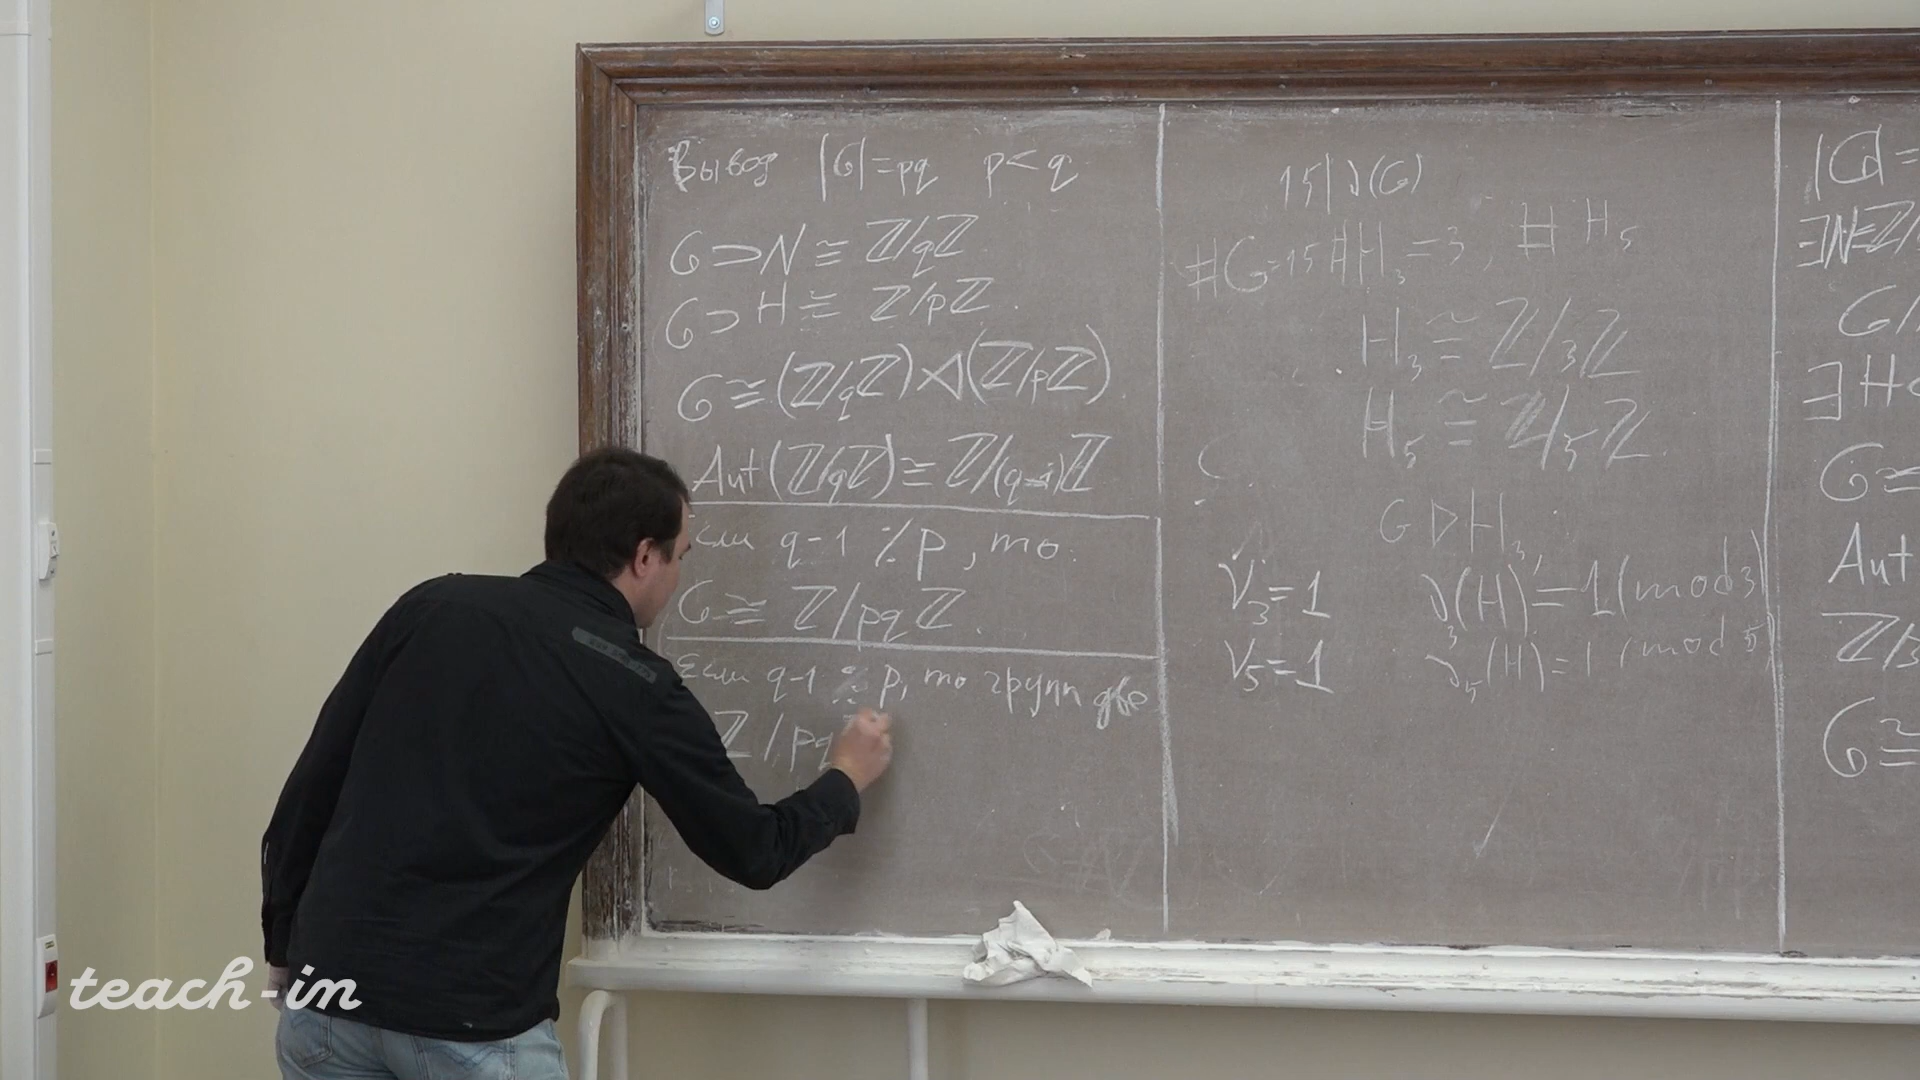 Вывод |G|=pq p<q
G⊃N≅ℤ/qℤ
G⊃H≅ℤ/pℤ.
G≅(ℤ/qℤ)⋊(ℤ/pℤ)
Aut(ℤ/qℤ)≅ℤ/(q-1)ℤ
Если q-1 ⋮̸ p, то
G≅ℤ/pqℤ.
Если q-1 ⋮ p, то групп две
ℤ/pq
15|ν(G)
#G=15 #H₃=3, #H₅
H₃≅ℤ/3ℤ
H₅≅ℤ/5ℤ.
G▷H₃
ν₃=1 ν₃(H)=1(mod 3)
ν₅=1 ν₅(H)=1(mod 5)
|G|=
∃N≅ℤ/
G/
∃H
G≅
Aut
ℤ/3
G≅
teach-in